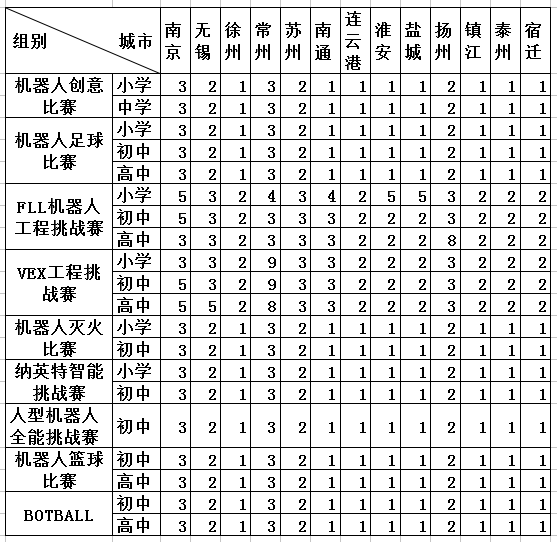 组别 城市 南京 无锡 徐州 常州 苏州 南通 连云港 淮安 盐城 扬州 镇江 泰州 宿迁
机器人创意比赛 小学 3 2 1 3 2 1 1 1 1 2 1 1 1
中学 3 2 1 3 2 1 1 1 1 2 1 1 1
机器人足球比赛 小学 3 2 1 3 2 1 1 1 1 2 1 1 1
初中 3 2 1 3 2 1 1 1 1 2 1 1 1
高中 3 2 1 3 2 1 1 1 1 2 1 1 1
FLL机器人工程挑战赛 小学 5 3 2 4 3 4 2 5 5 3 2 2 2
初中 5 3 2 3 3 3 2 2 2 3 2 2 2
高中 3 3 2 3 3 3 2 2 2 8 2 2 2
VEX工程挑战赛 小学 3 3 2 9 3 3 2 2 2 3 2 2 2
初中 5 3 2 9 3 3 2 2 2 3 2 2 2
高中 5 5 2 8 3 3 2 2 2 3 2 2 2
机器人灭火比赛 小学 3 2 1 3 2 1 1 1 1 2 1 1 1
初中 3 2 1 3 2 1 1 1 1 2 1 1 1
纳英特智能挑战赛 小学 3 2 1 3 2 1 1 1 1 2 1 1 1
初中 3 2 1 3 2 1 1 1 1 2 1 1 1
人型机器人全能挑战赛 初中 3 2 1 3 2 1 1 1 1 2 1 1 1
机器人篮球比赛 初中 3 2 1 3 2 1 1 1 1 2 1 1 1
高中 3 2 1 3 2 1 1 1 1 2 1 1 1
BOTBALL 初中 3 2 1 3 2 1 1 1 1 2 1 1 1
高中 3 2 1 3 2 1 1 1 1 2 1 1 1